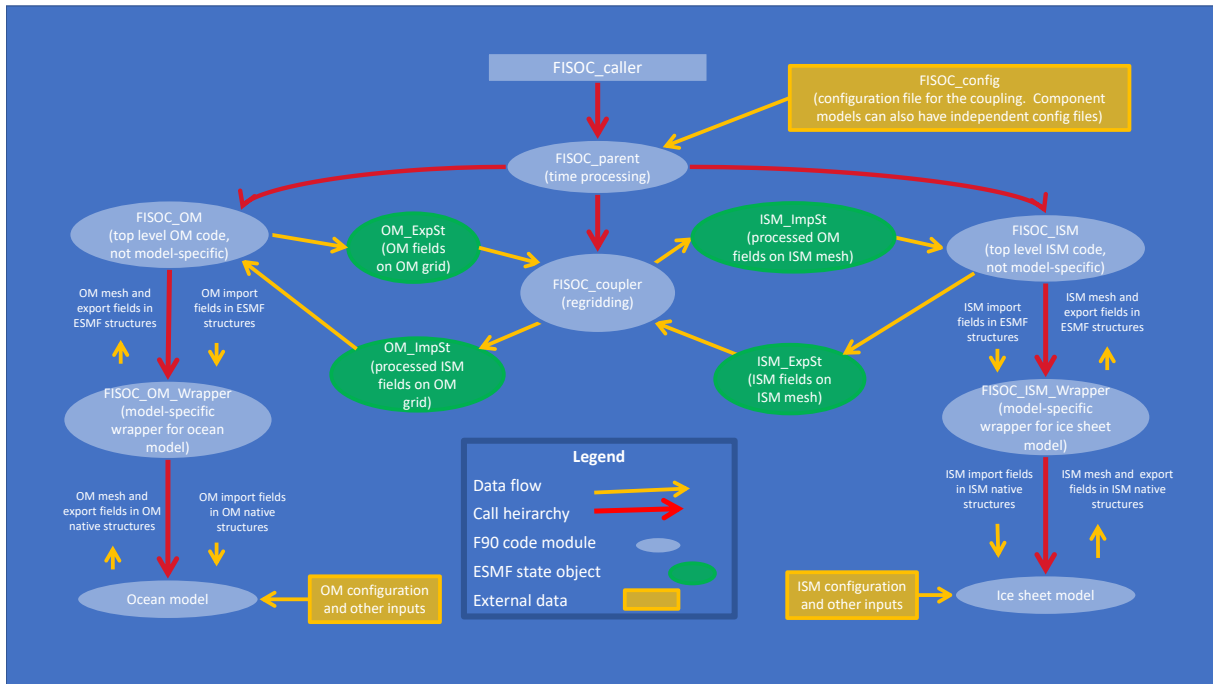 FISOC_caller
FISOC_config
(configuration file for the coupling. Component
models can also have independent config files)
FISOC_parent
(time processing)
FISOC_OM
(top level OM code,
not model-specific)
OM_ExpSt
(OM fields
on OM grid)
ISM_ImpSt
(processed OM
fields on ISM mesh)
FISOC_ISM
(top level ISM code,
not model-specific)
FISOC_coupler
(regridding)
OM mesh and
export fields in
ESMF structures
OM import
fields in ESMF
structures
OM_ImpSt
(processed ISM
fields on OM
grid)
ISM_ExpSt
(ISM fields on
ISM mesh)
ISM import
fields in ESMF
structures
ISM mesh and
export fields in
ESMF structures
FISOC_OM_Wrapper
(model-specific
wrapper for ocean
model)
FISOC_ISM_Wrapper
(model-specific
wrapper for ice sheet
model)
Legend
Data flow
Call heirarchy
F90 code module
ESMF state object
External data
OM mesh and
export fields in OM
native structures
OM import fields
in OM native
structures
ISM import fields
in ISM native
structures
ISM mesh and export
fields in ISM native
structures
Ocean model
OM configuration
and other inputs
ISM configuration
and other inputs
Ice sheet model